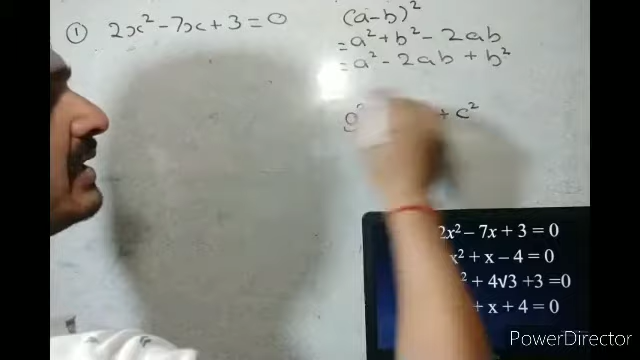 ① 2x² - 7x + 3 = 0
(a-b)²
= a² + b² - 2ab
= a² - 2ab + b²
+ c²
2x² – 7x + 3 = 0
x² + x – 4 = 0
² + 4√3 +3 =0
+ x + 4 = 0
PowerDirector